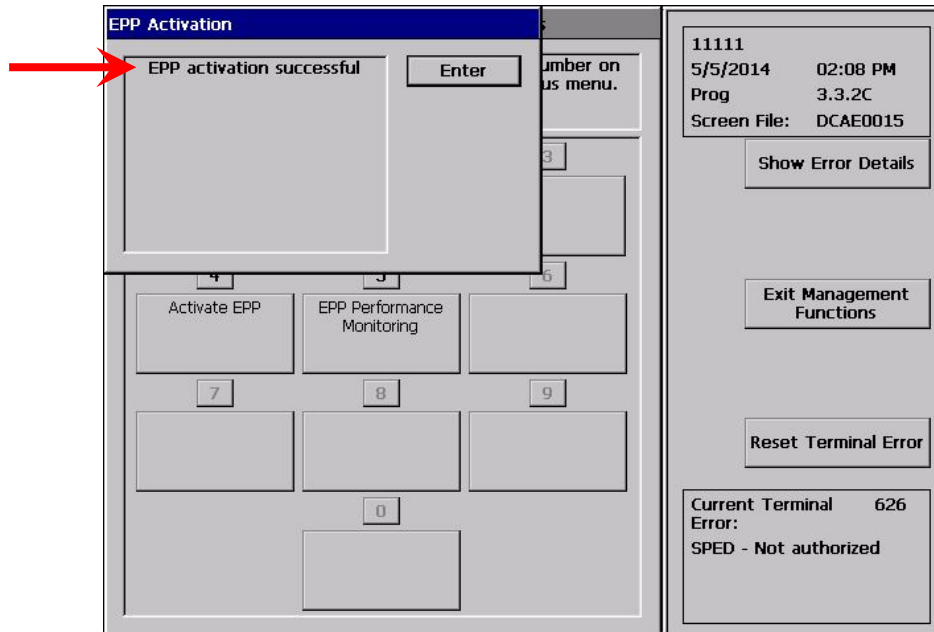 EPP Activation
EPP activation successful
Enter
umber on
us menu.
3
4
5
6
Activate EPP
EPP Performance
Monitoring
7
8
9
0
11111
5/5/2014 02:08 PM
Prog 3.3.2C
Screen File: DCAE0015
Show Error Details
Exit Management
Functions
Reset Terminal Error
Current Terminal 626
Error:
SPED - Not authorized